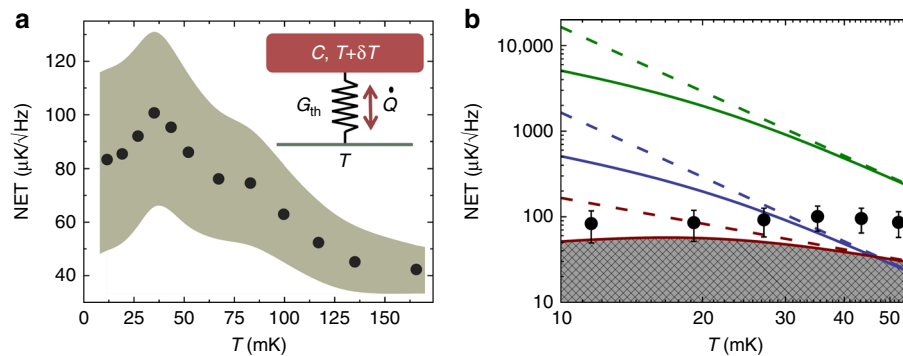 a
NET (μK/√Hz)
130
120
100
80
60
40
0
25
50
75
100
125
150
T (mK)
C, T+δT
G_th
Q̇
T
b
NET (μK/√Hz)
10,000
1000
100
10
10
20
30
40
50
T (mK)